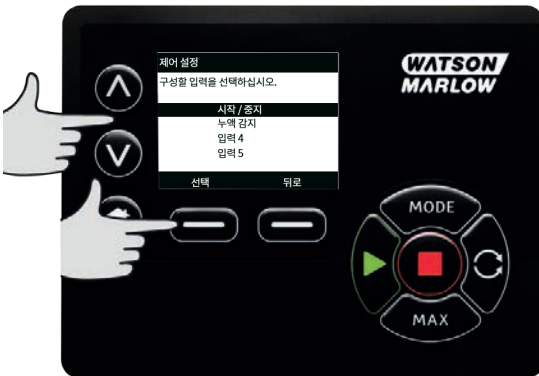 제어 설정
구성할 입력을 선택하십시오.
시작 / 중지
누액 감지
입력 4
입력 5
선택 뒤로
WATSON
MARLOW
MODE
MAX